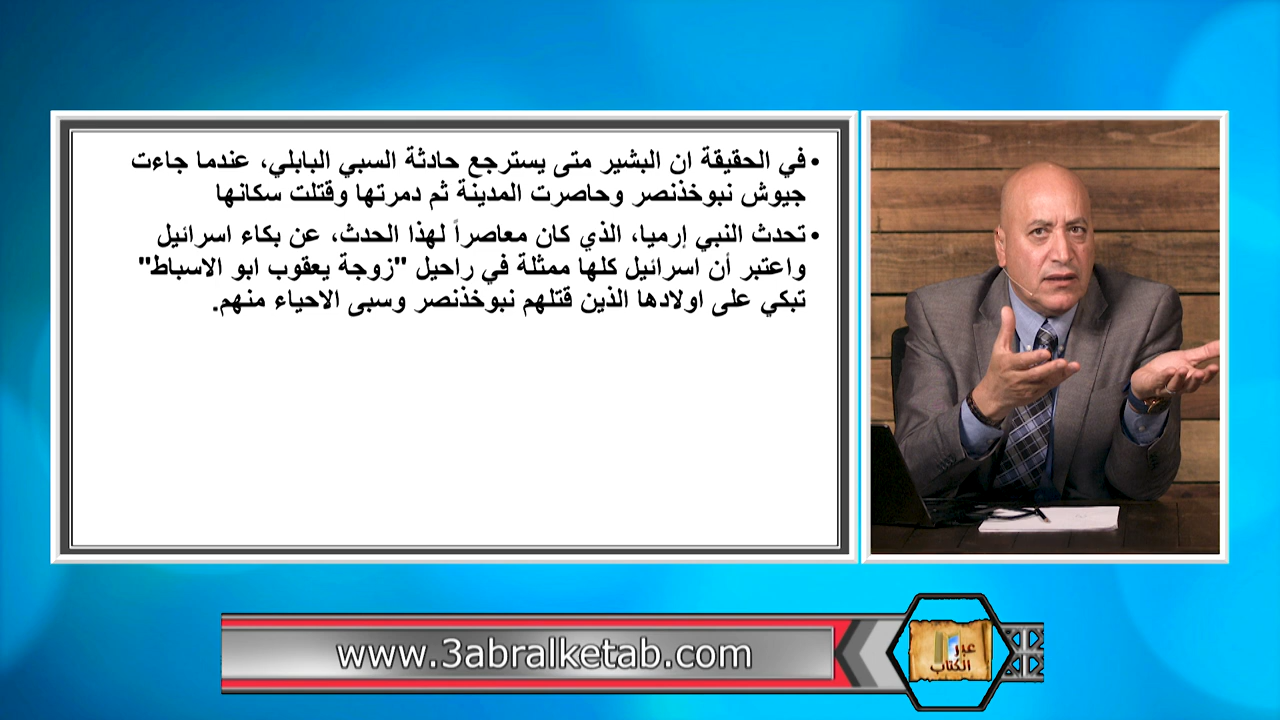 • في الحقيقة ان البشير متى يسترجع حادثة السبي البابلي، عندما جاءت
جيوش نبوخذنصر وحاصرت المدينة ثم دمرتها وقتلت سكانها
• تحدث النبي إرميا، الذي كان معاصراً لهذا الحدث، عن بكاء اسرائيل
واعتبر أن اسرائيل كلها ممثلة في راحيل "زوجة يعقوب ابو الاسباط"
تبكي على اولادها الذين قتلهم نبوخذنصر وسبى الاحياء منهم.
www.3abralketab.com
عبر
الكتاب